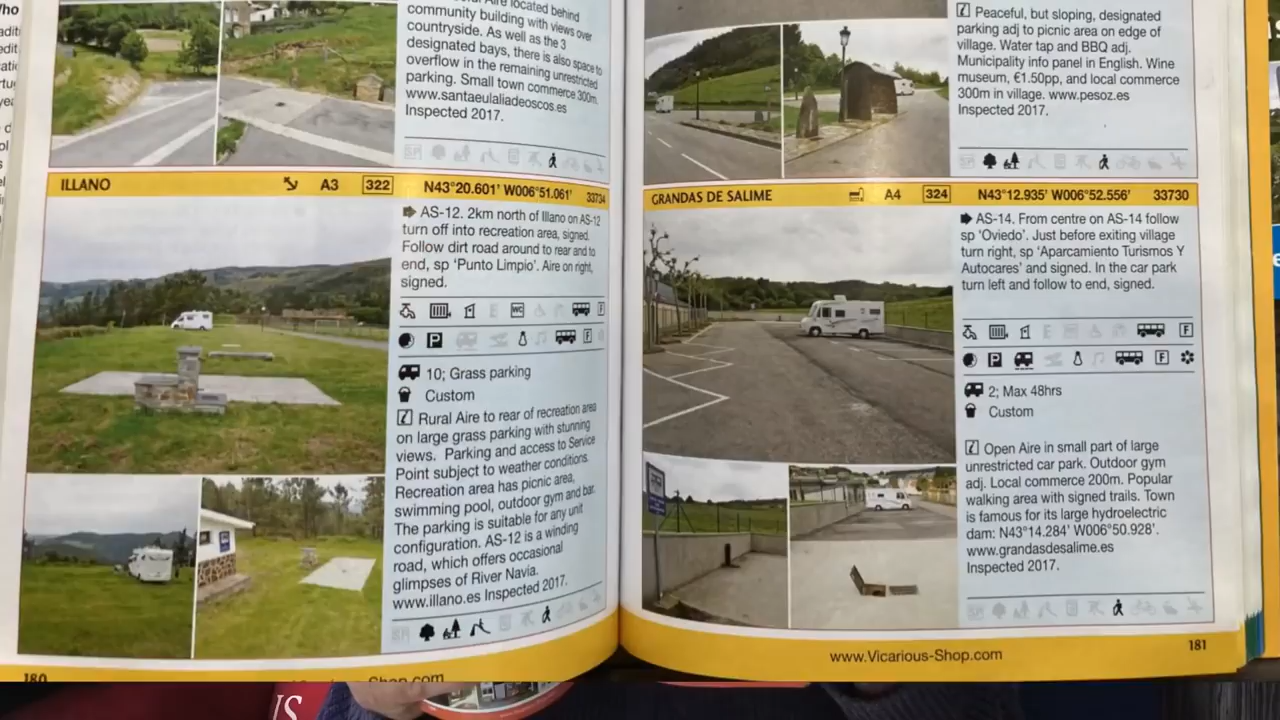 community building with views over
countryside. As well as the 3
designated bays, there is also space to
overflow in the remaining unrestricted
parking. Small town commerce 300m.
www.santaeulaliadeoscos.es
Inspected 2017.
ILLANO A3 322 N43°20.601' W006°51.061' 33734
AS-12. 2km north of Illano on AS-12
turn off into recreation area, signed.
Follow dirt road around to rear and to
end, sp 'Punto Limpio'. Aire on right,
signed.
10; Grass parking
Custom
Rural Aire to rear of recreation area
on large grass parking with stunning
views. Parking and access to Service
Point subject to weather conditions.
Recreation area has picnic area,
swimming pool, outdoor gym and bar.
The parking is suitable for any unit
configuration. AS-12 is a winding
road, which offers occasional
glimpses of River Navia.
www.illano.es Inspected 2017.
180
Peaceful, but sloping, designated
parking adj to picnic area on edge of
village. Water tap and BBQ adj.
Municipality info panel in English. Wine
museum, €1.50pp, and local commerce
300m in village. www.pesoz.es
Inspected 2017.
GRANDAS DE SALIME A4 324 N43°12.935' W006°52.556' 33730
AS-14. From centre on AS-14 follow
sp 'Oviedo'. Just before exiting village
turn right, sp 'Aparcamiento Turismos Y
Autocares' and signed. In the car park
turn left and follow to end, signed.
2; Max 48hrs
Custom
Open Aire in small part of large
unrestricted car park. Outdoor gym
adj. Local commerce 200m. Popular
walking area with signed trails. Town
is famous for its large hydroelectric
dam: N43°14.284' W006°50.928'.
www.grandasdesalime.es
Inspected 2017.
www.Vicarious-Shop.com
181